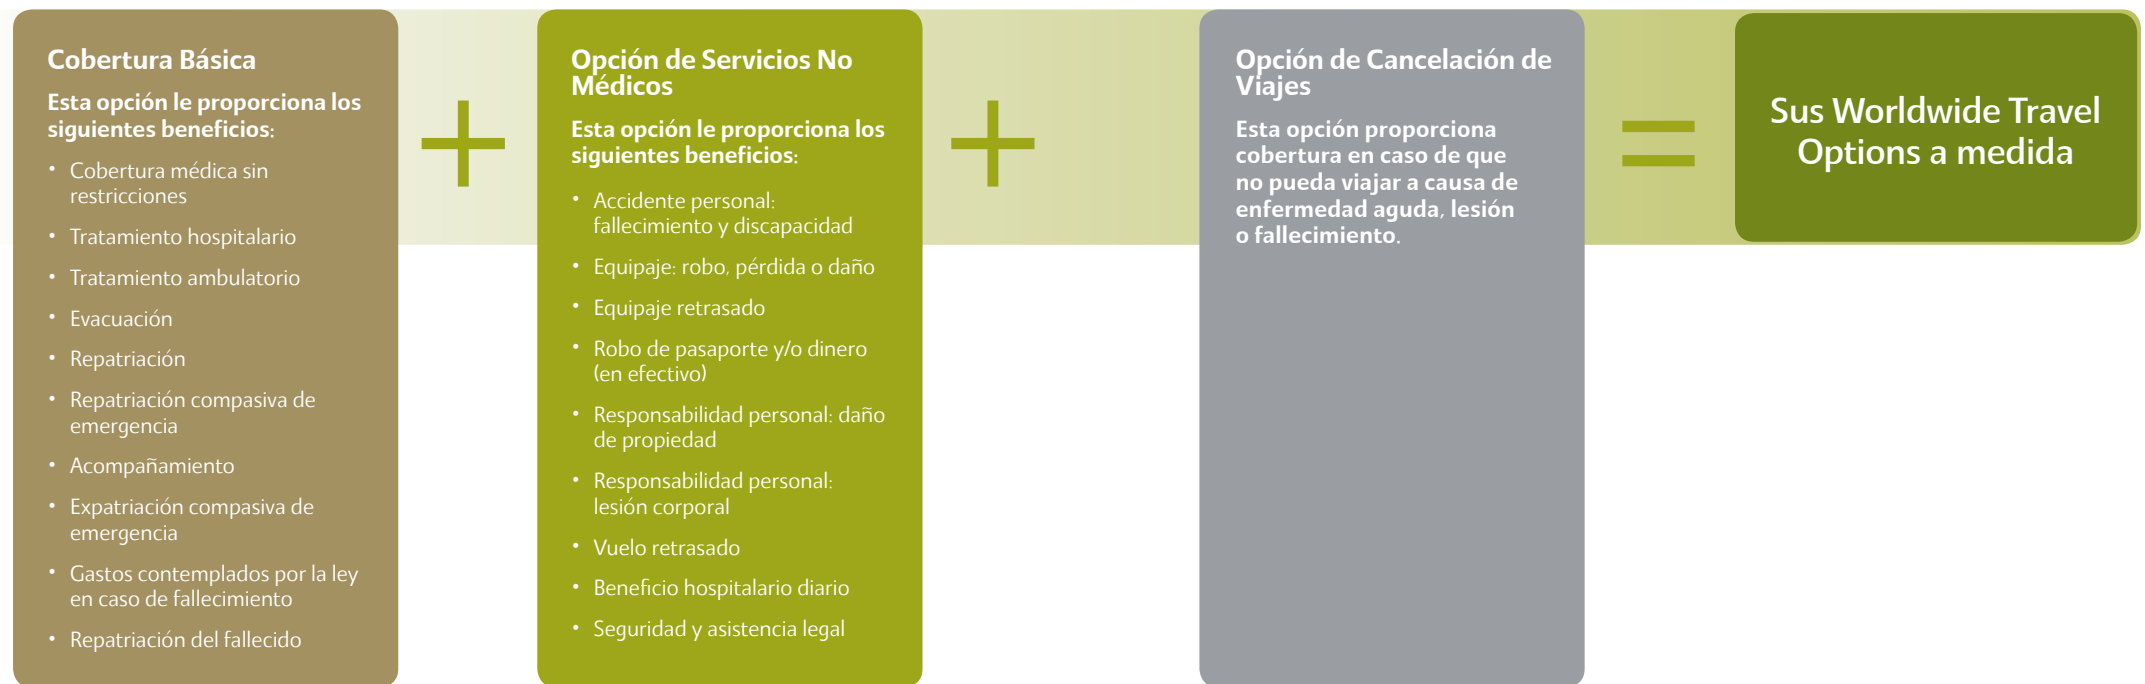 Cobertura Básica
Esta opción le proporciona los
siguientes beneficios:
• Cobertura médica sin
restricciones
• Tratamiento hospitalario
• Tratamiento ambulatorio
• Evacuación
• Repatriación
• Repatriación compasiva de
emergencia
• Acompañamiento
• Expatriación compasiva de
emergencia
• Gastos contemplados por la ley
en caso de fallecimiento
• Repatriación del fallecido
+
Opción de Servicios No
Médicos
Esta opción le proporciona los
siguientes beneficios:
• Accidente personal:
fallecimiento y discapacidad
• Equipaje: robo, pérdida o daño
• Equipaje retrasado
• Robo de pasaporte y/o dinero
(en efectivo)
• Responsabilidad personal: daño
de propiedad
• Responsabilidad personal:
lesión corporal
• Vuelo retrasado
• Beneficio hospitalario diario
• Seguridad y asistencia legal
+
Opción de Cancelación de
Viajes
Esta opción proporciona
cobertura en caso de que
no pueda viajar a causa de
enfermedad aguda, lesión
o fallecimiento.
=
Sus Worldwide Travel
Options a medida